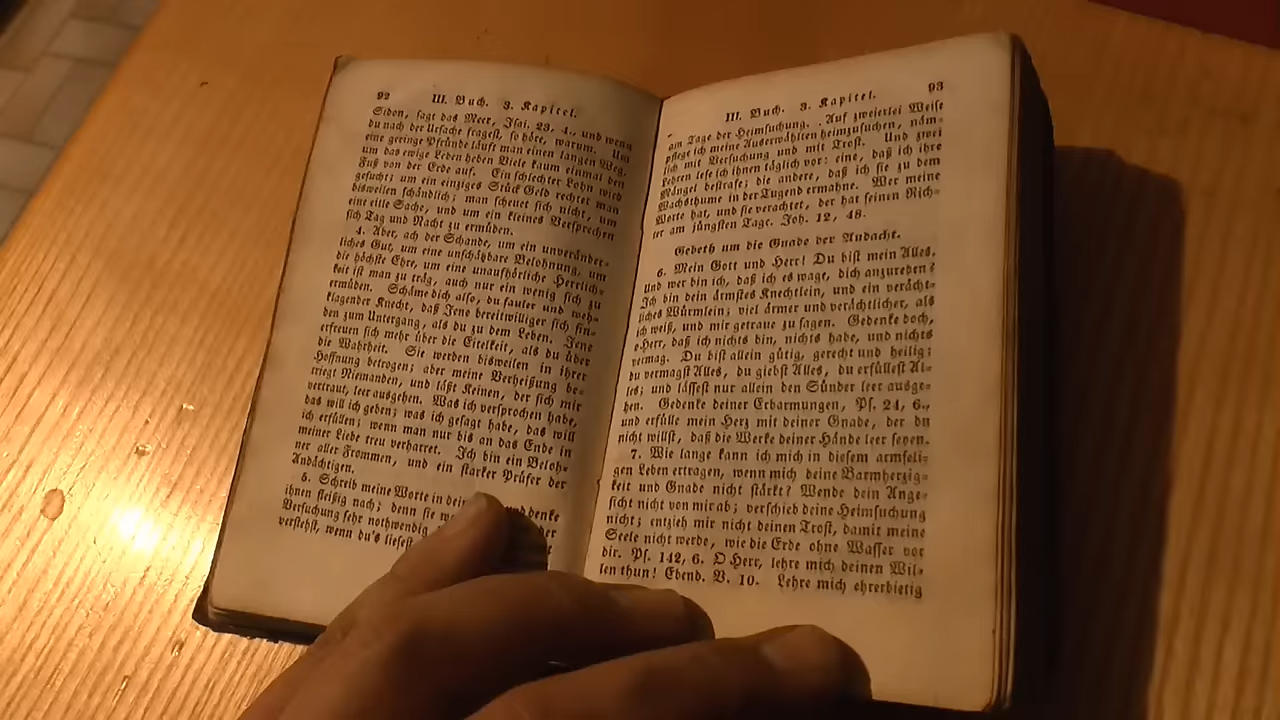 92
III. Buch. 3. Kapitel.
Sidon, sagt das Meer, Isai. 23, 4., und wenn
du nach der Ursache fragest, so höre, warum. Um
eine geringe Pfründe läuft man einen langen Weg,
um das ewige Leben heben Viele kaum einmal den
Fuß von der Erde auf. Ein schlechter Lohn wird
gesucht; um ein einziges Stück Geld rechtet man
bisweilen schändlich; man scheuet sich nicht, um
eine eitle Sache, und um ein kleines Versprechen
sich Tag und Nacht zu ermüden.
4. Aber, ach der Schande, um ein unveränder-
liches Gut, um eine unschätzbare Belohnung, um
die höchste Ehre, um eine unaufhörliche Herrlich-
keit ist man zu träg, auch nur ein wenig sich zu
ermüden. Schäme dich also, du fauler und weh-
klagender Knecht, daß Jene bereitwilliger sich fin-
den zum Untergang, als du zu dem Leben. Jene
erfreuen sich mehr über die Eitelkeit, als du über
die Wahrheit. Sie werden bisweilen in ihrer
Hoffnung betrogen; aber meine Verheißung be-
triegt Niemanden, und läßt Keinen, der sich mir
vertraut, leer ausgehen. Was ich versprochen habe,
das will ich geben; was ich gesagt habe, das will
ich erfüllen; wenn man nur bis an das Ende in
meiner Liebe treu verharret. Ich bin ein Beloh-
ner aller Frommen, und ein starker Prüfer der
Andächtigen.
5. Schreib meine Worte in dein und denke
ihnen fleißig nach; denn sie der
Versuchung sehr nothwendig
verstehst, wenn du's liesest
93
III. Buch. 3. Kapitel.
am Tage der Heimsuchung. Auf zweierlei Weise
pflege ich meine Auserwählten heimzusuchen, näm-
lich mit Versuchung und mit Trost. Und zwei
Lehren lese ich ihnen täglich vor: eine, daß ich ihre
Mängel bestrafe; die andere, daß ich sie zu dem
Wachsthume in der Tugend ermahne. Wer meine
Worte hat, und sie verachtet, der hat seinen Rich-
ter am jüngsten Tage. Joh. 12, 48.
Gebeth um die Gnade der Andacht.
6. Mein Gott und Herr! Du bist mein Alles.
Und wer bin ich, daß ich es wage, dich anzureden?
Ich bin dein ärmstes Knechtlein, und ein verächt-
liches Würmlein; viel ärmer und verächtlicher, als
ich weiß, und mir getraue zu sagen. Gedenke doch,
o Herr, daß ich nichts bin, nichts habe, und nichts
vermag. Du bist allein gütig, gerecht und heilig;
du vermagst Alles, du giebst Alles, du erfüllest Al-
les; und lässest nur allein den Sünder leer ausge-
hen. Gedenke deiner Erbarmungen, Ps. 24, 6.,
und erfülle mein Herz mit deiner Gnade, der du
nicht willst, daß die Werke deiner Hände leer seyen.
7. Wie lange kann ich mich in diesem armseli-
gen Leben ertragen, wenn mich deine Barmherzig-
keit und Gnade nicht stärkt? Wende dein Ange-
sicht nicht von mir ab; verschieb deine Heimsuchung
nicht; entzieh mir nicht deinen Trost, damit meine
Seele nicht werde, wie die Erde ohne Wasser vor
dir. Ps. 142, 6. O Herr, lehre mich deinen Wil-
len thun! Ebend. V. 10. Lehre mich ehrerbietig